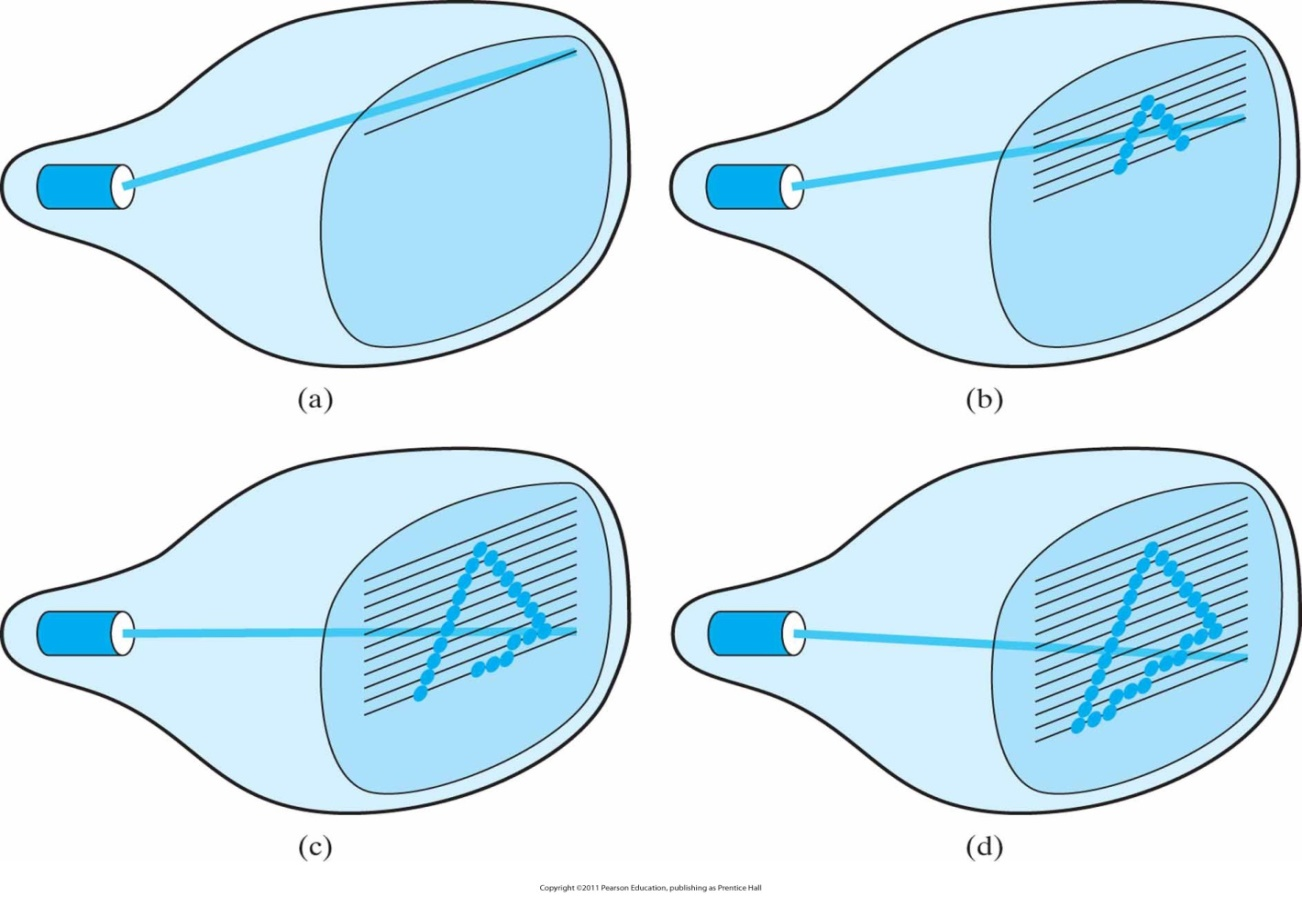 (a)
(b)
(c)
(d)
Copyright ©2011 Pearson Education, publishing as Prentice Hall